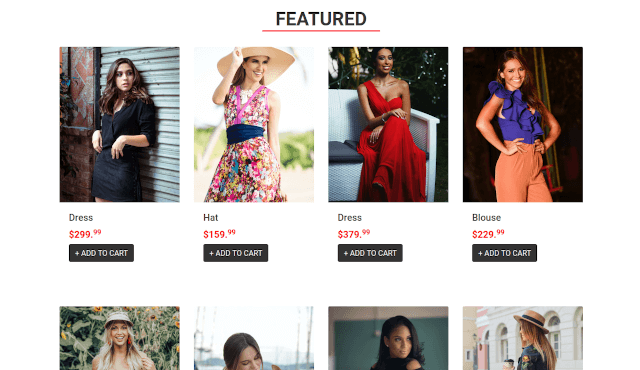 FEATURED
Dress
$299.99
+ ADD TO CART
Hat
$159.99
+ ADD TO CART
Dress
$379.99
+ ADD TO CART
Blouse
$229.99
+ ADD TO CART